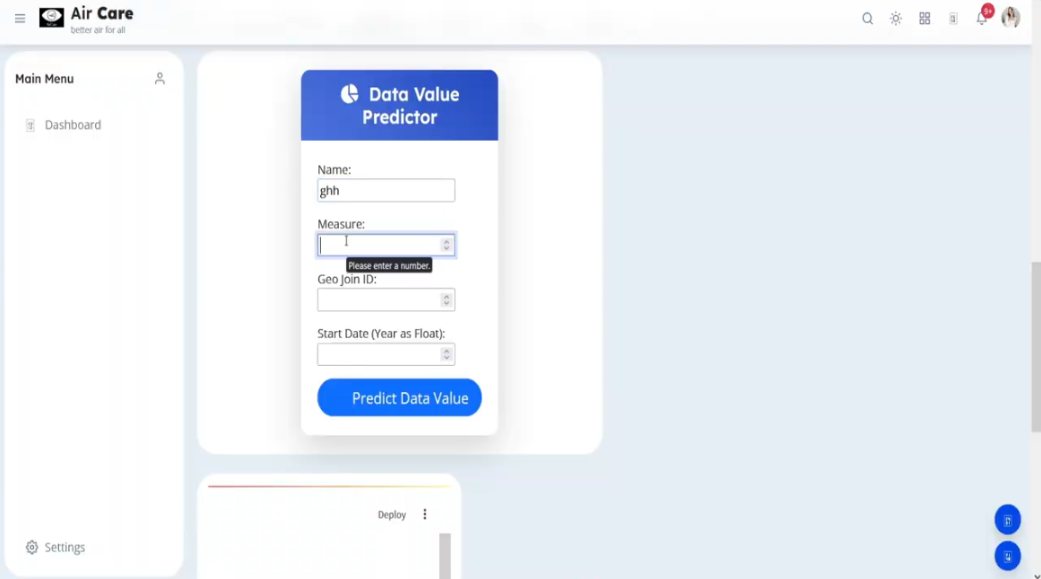 Air Care
better air for all
9+
Main Menu
Dashboard
Settings
Data Value
Predictor
Name:
ghh
Measure:
Please enter a number.
Geo Join ID:
Start Date (Year as Float):
Predict Data Value
Deploy